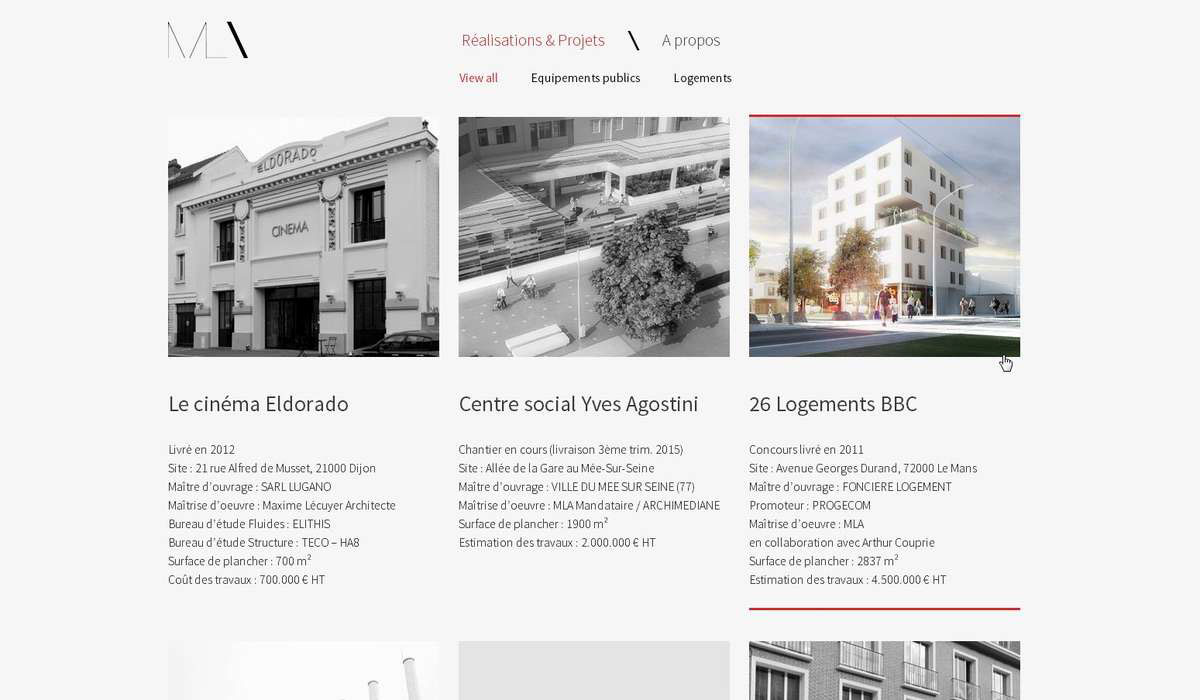 MLA
Réalisations & Projets \ A propos
View all Equipements publics Logements
ELDORADO
CINEMA
Le cinéma Eldorado
Livré en 2012
Site : 21 rue Alfred de Musset, 21000 Dijon
Maître d'ouvrage : SARL LUGANO
Maîtrise d'oeuvre : Maxime Lécuyer Architecte
Bureau d'étude Fluides : ELITHIS
Bureau d'étude Structure : TECO – HA8
Surface de plancher : 700 m²
Coût des travaux : 700.000 € HT
Centre social Yves Agostini
Chantier en cours (livraison 3ème trim. 2015)
Site : Allée de la Gare au Mée-Sur-Seine
Maître d'ouvrage : VILLE DU MEE SUR SEINE (77)
Maîtrise d'oeuvre : MLA Mandataire / ARCHIMEDIANE
Surface de plancher : 1900 m²
Estimation des travaux : 2.000.000 € HT
26 Logements BBC
Concours livré en 2011
Site : Avenue Georges Durand, 72000 Le Mans
Maître d'ouvrage : FONCIERE LOGEMENT
Promoteur : PROGECOM
Maîtrise d'oeuvre : MLA
en collaboration avec Arthur Couprie
Surface de plancher : 2837 m²
Estimation des travaux : 4.500.000 € HT